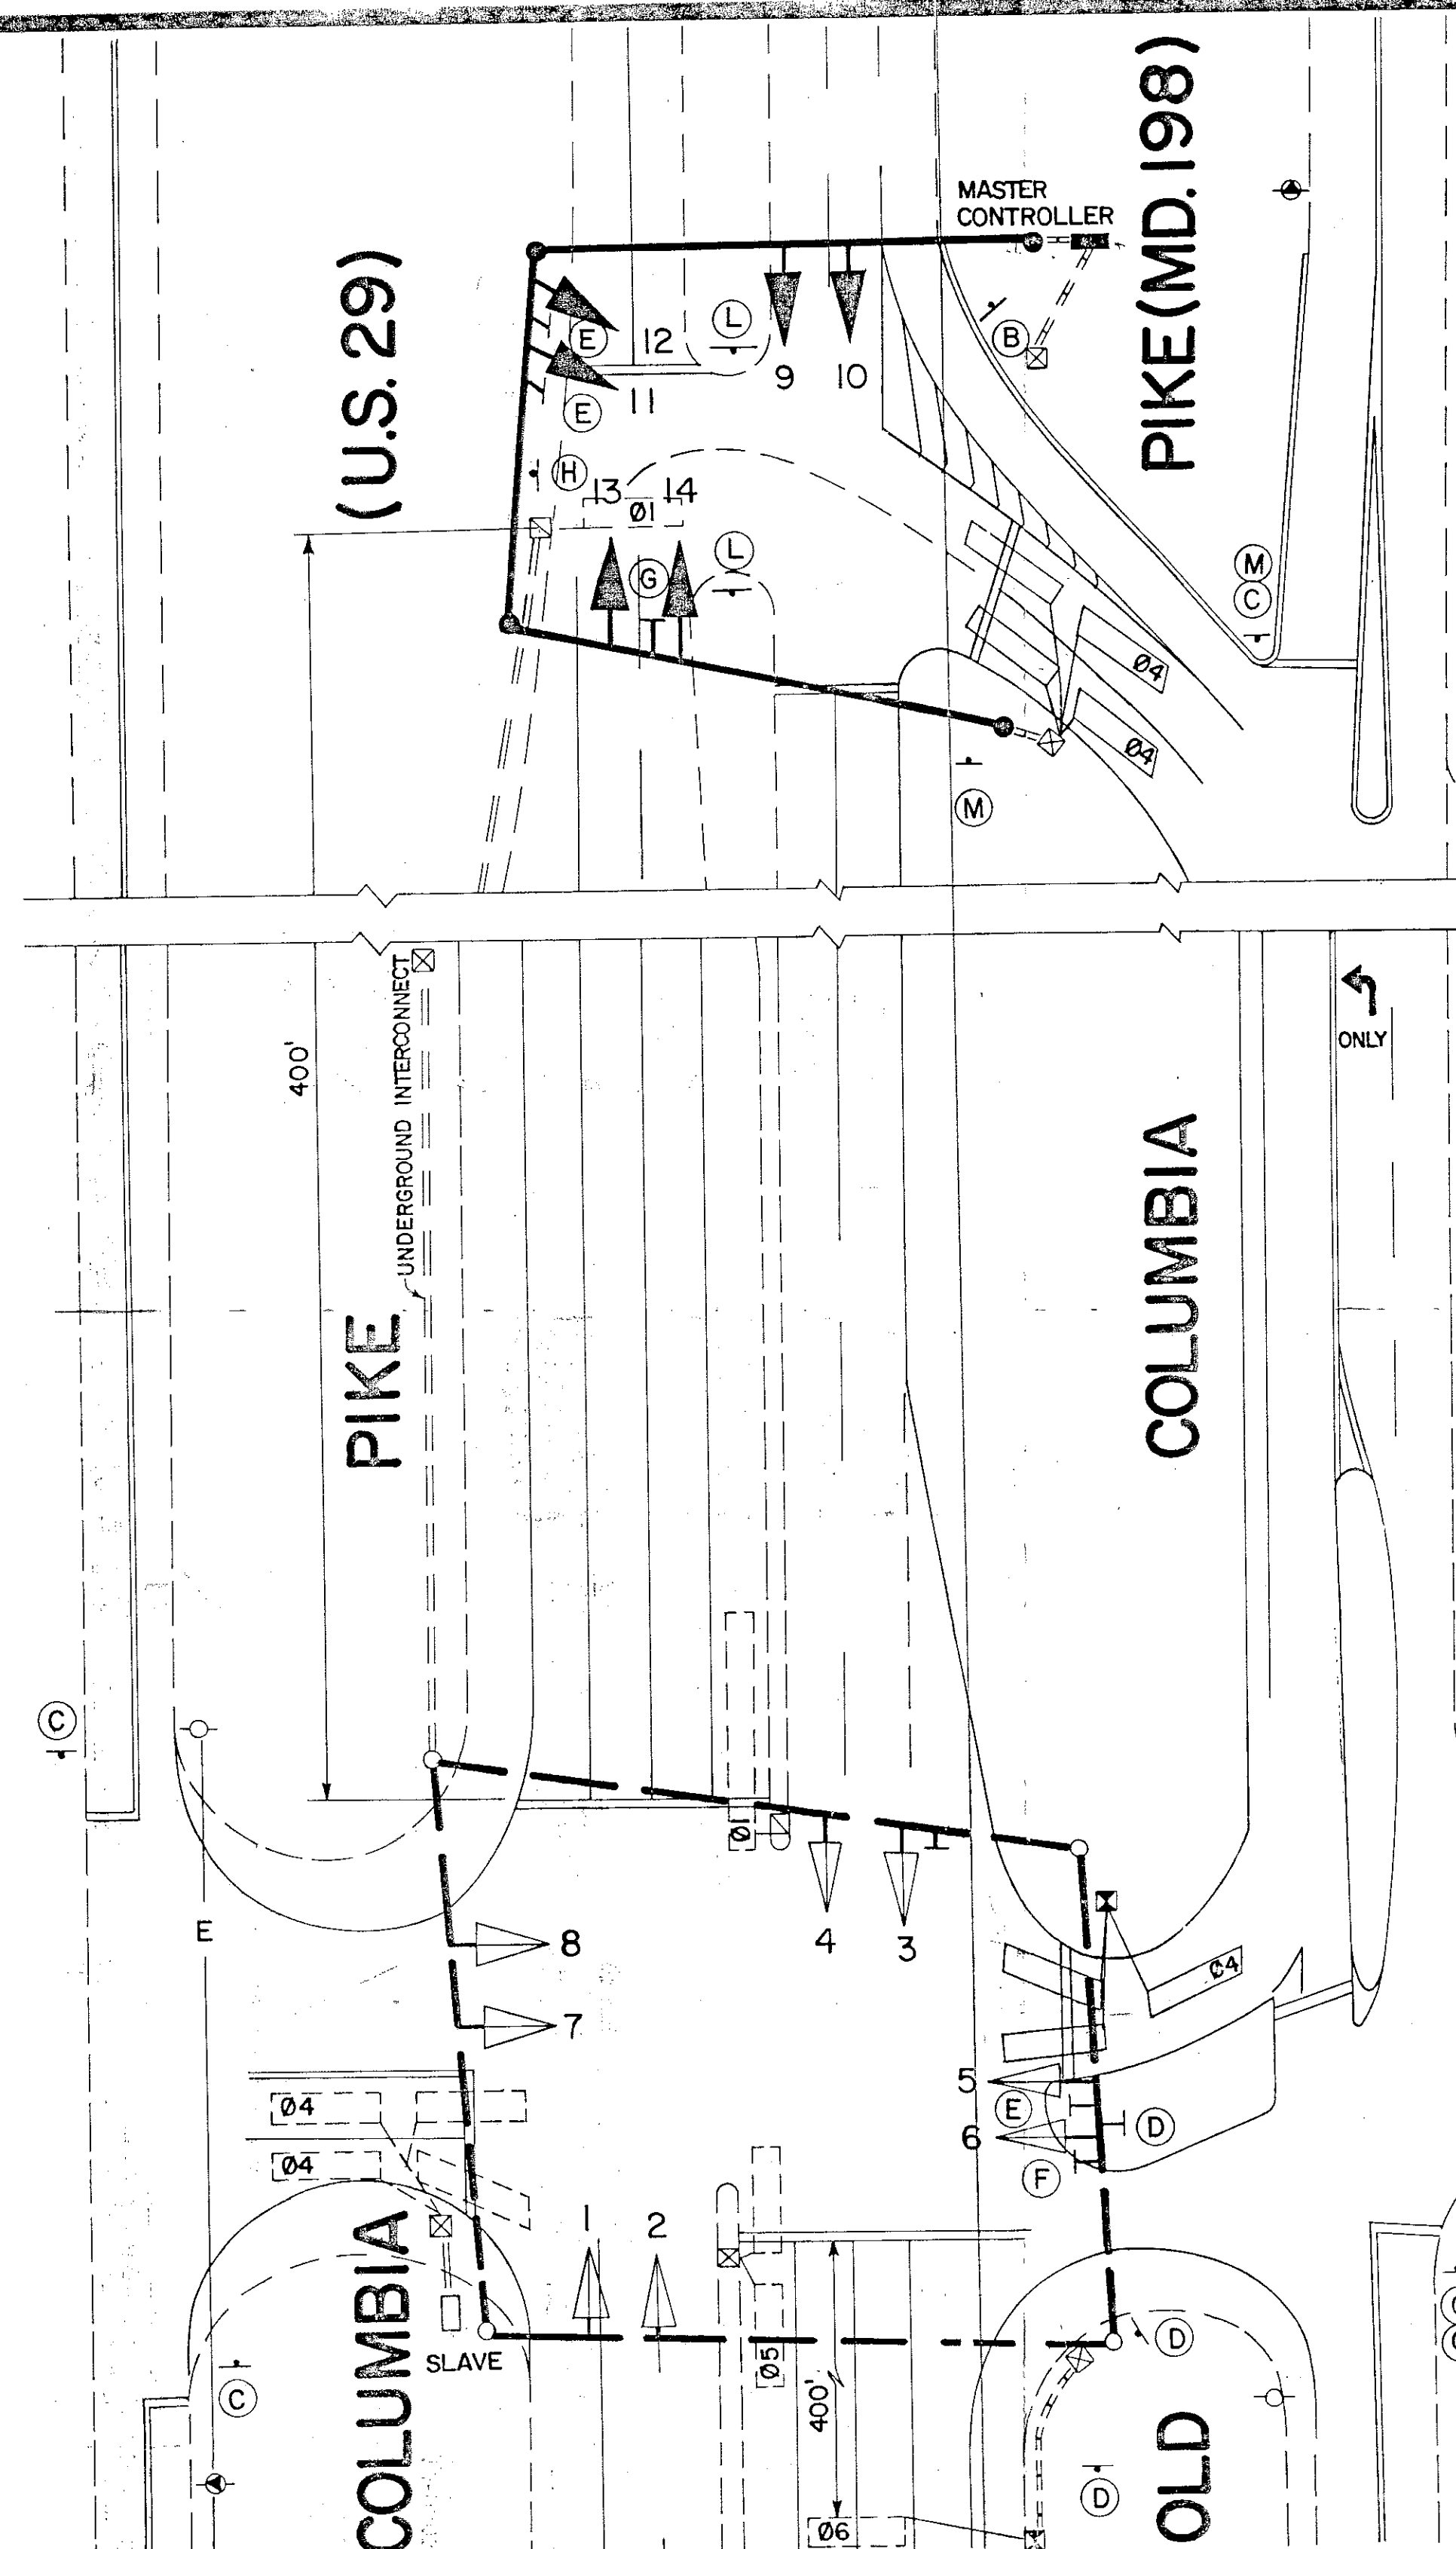 PIKE (MD. 198)
(U.S. 29)
MASTER
CONTROLLER
L
B
9
10
E
12
E
11
H
13
14
Ø1
G
L
M
C
Ø4
Ø4
M
400'
UNDERGROUND INTERCONNECT
ONLY
PIKE
COLUMBIA
C
Ø1
E
8
4
3
7
Ø4
5
E
D
6
F
Ø4
Ø4
1
2
COLUMBIA
SLAVE
C
Ø5
400'
D
D
OLD
Ø6